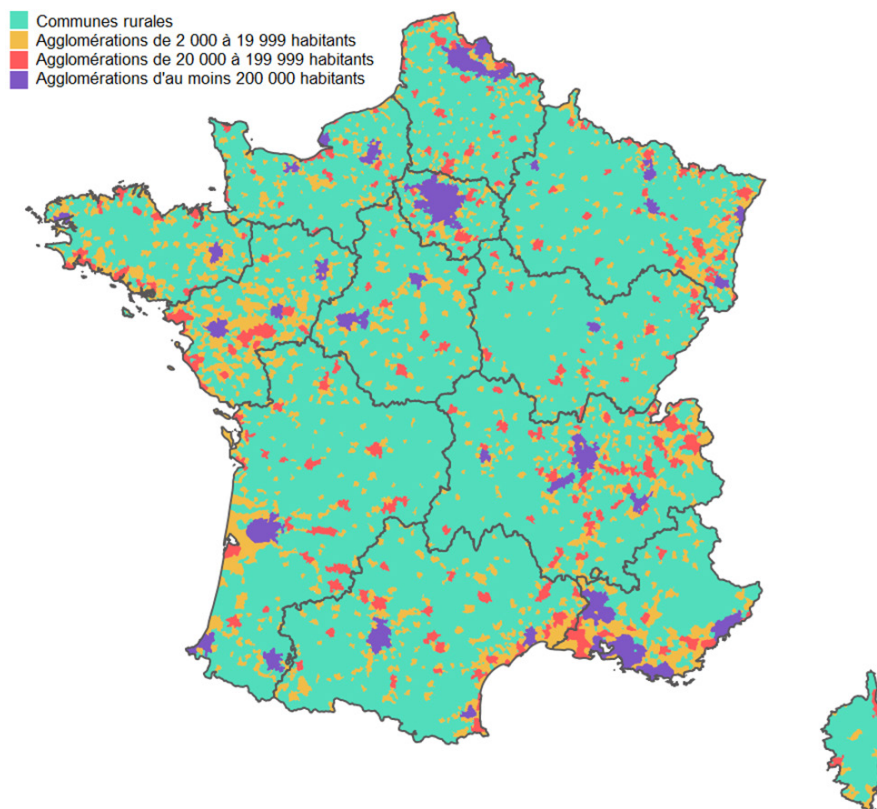 Communes rurales
Agglomérations de 2 000 à 19 999 habitants
Agglomérations de 20 000 à 199 999 habitants
Agglomérations d'au moins 200 000 habitants